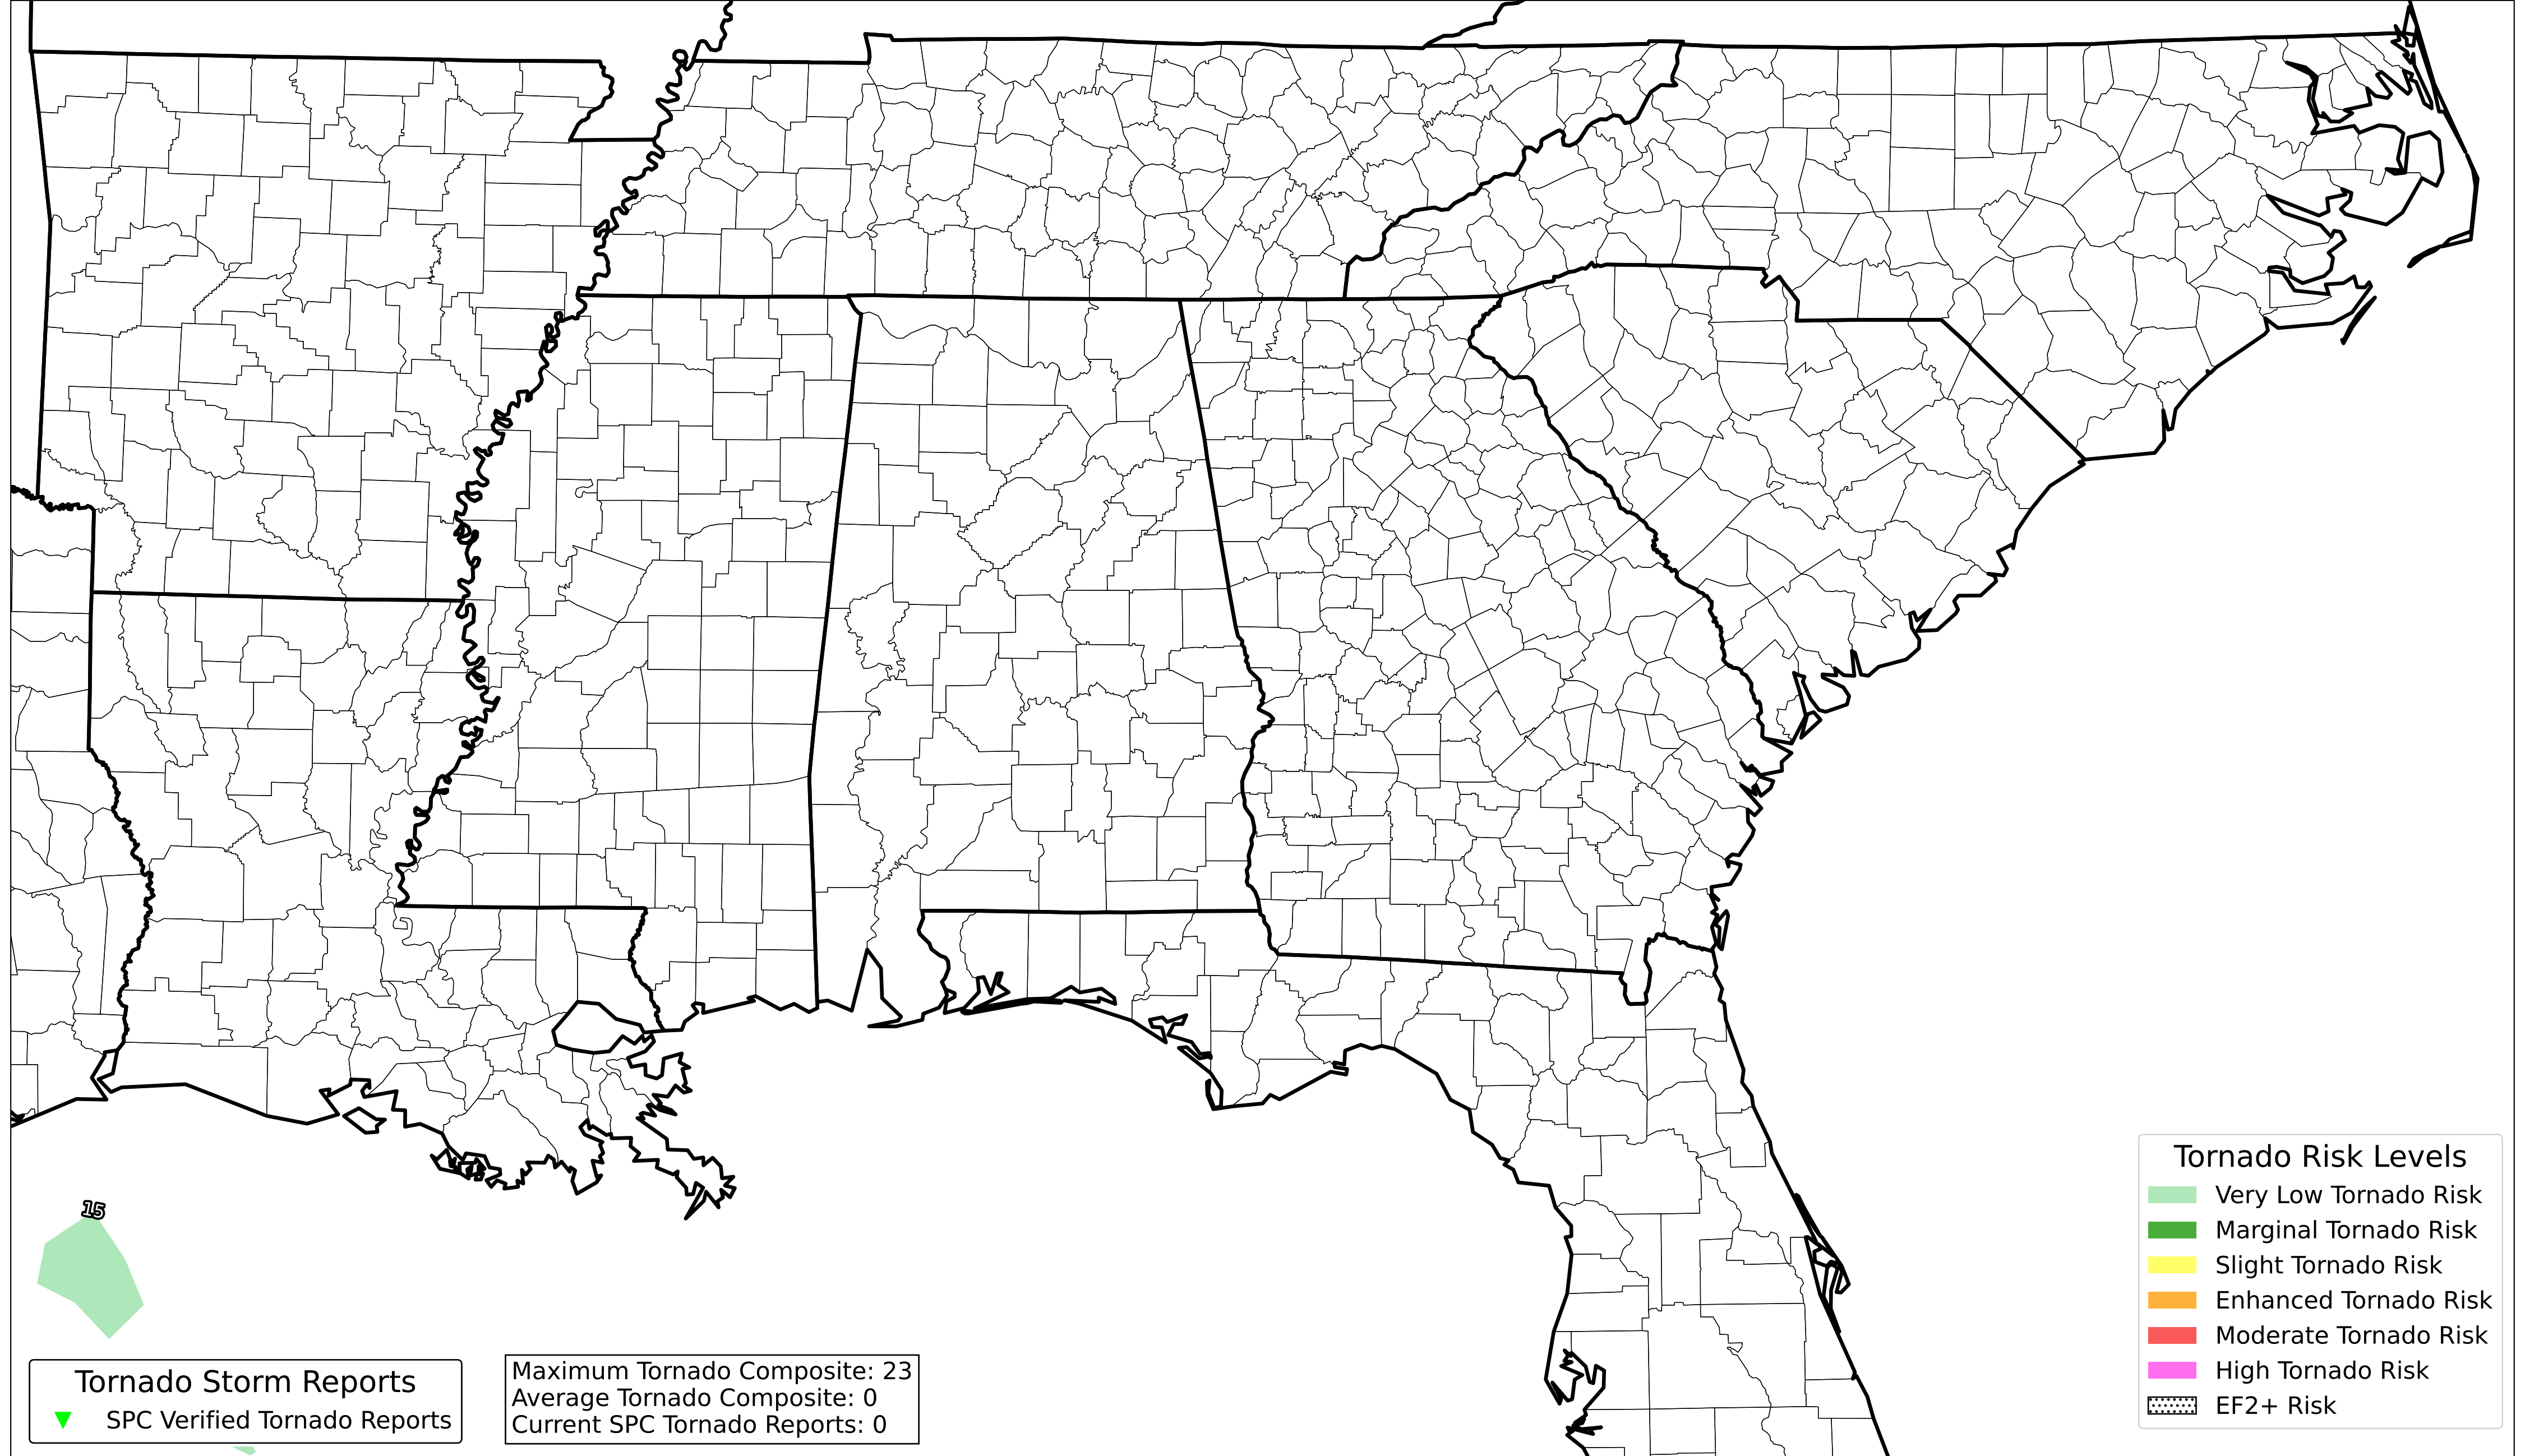 15
Tornado Storm Reports
SPC Verified Tornado Reports
Maximum Tornado Composite: 23
Average Tornado Composite: 0
Current SPC Tornado Reports: 0
Tornado Risk Levels
Very Low Tornado Risk
Marginal Tornado Risk
Slight Tornado Risk
Enhanced Tornado Risk
Moderate Tornado Risk
High Tornado Risk
EF2+ Risk